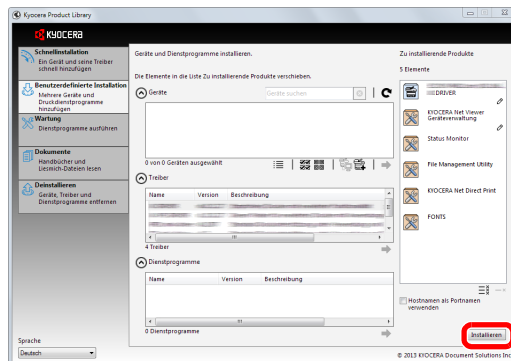 Kyocera Product Library
KYOCERA
Schnellinstallation
Ein Gerät und seine Treiber
schnell hinzufügen
Benutzerdefinierte Installation
Mehrere Geräte und
Druckdienstprogramme
hinzufügen
Wartung
Dienstprogramme ausführen
Dokumente
Handbücher und
Liesmich-Dateien lesen
Deinstallieren
Geräte, Treiber und
Dienstprogramme entfernen
Sprache
Deutsch
Geräte und Dienstprogramme installieren.
Die Elemente in die Liste Zu installierende Produkte verschieben.
Geräte
Geräte suchen
0 von 0 Geräten ausgewählt
Treiber
Name Version Beschreibung
4 Treiber
Dienstprogramme
Name Version Beschreibung
0 Dienstprogramme
Zu installierende Produkte
5 Elemente
DRIVER
KYOCERA Net Viewer
Geräteverwaltung
Status Monitor
File Management Utility
KYOCERA Net Direct Print
FONTS
Hostnamen als Portnamen
verwenden
Installieren
© 2013 KYOCERA Document Solutions Inc.